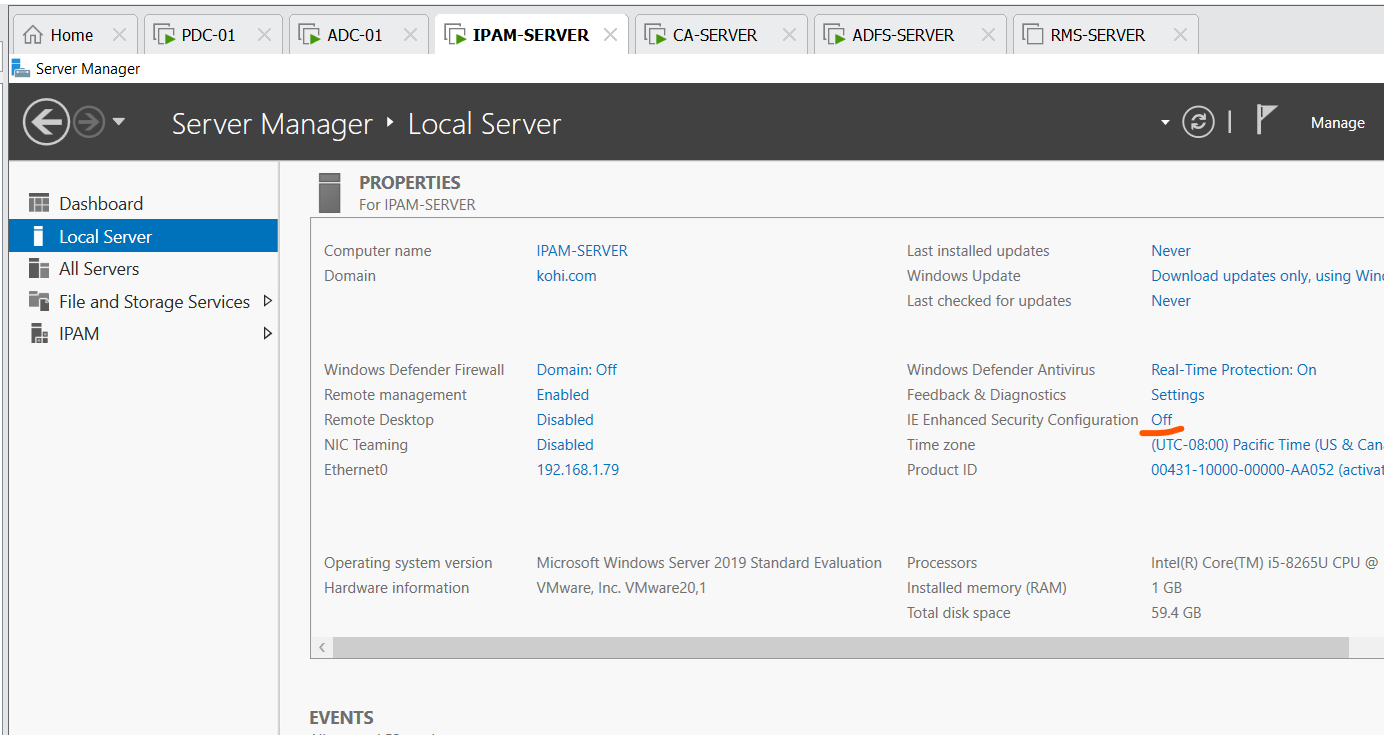 Home PDC-01 ADC-01 IPAM-SERVER CA-SERVER ADFS-SERVER RMS-SERVER
Server Manager
Server Manager Local Server Manage
Dashboard
Local Server
All Servers
File and Storage Services
IPAM
PROPERTIES
For IPAM-SERVER
Computer name IPAM-SERVER Last installed updates Never
Domain kohi.com Windows Update Download updates only, using
Last checked for updates Never
Windows Defender Firewall Domain: Off Windows Defender Antivirus Real-Time Protection: On
Remote management Enabled Feedback & Diagnostics Settings
Remote Desktop Disabled IE Enhanced Security Configuration Off
NIC Teaming Disabled Time zone (UTC-08:00) Pacific Time (US &
Ethernet0 192.168.1.79 Product ID 00431-10000-00000-AA052
Operating system version Microsoft Windows Server 2019 Standard Evaluation Processors Intel(R) Core(TM) i5-8265U CPU @
Hardware information VMware, Inc. VMware20,1 Installed memory (RAM) 1 GB
Total disk space 59.4 GB
EVENTS